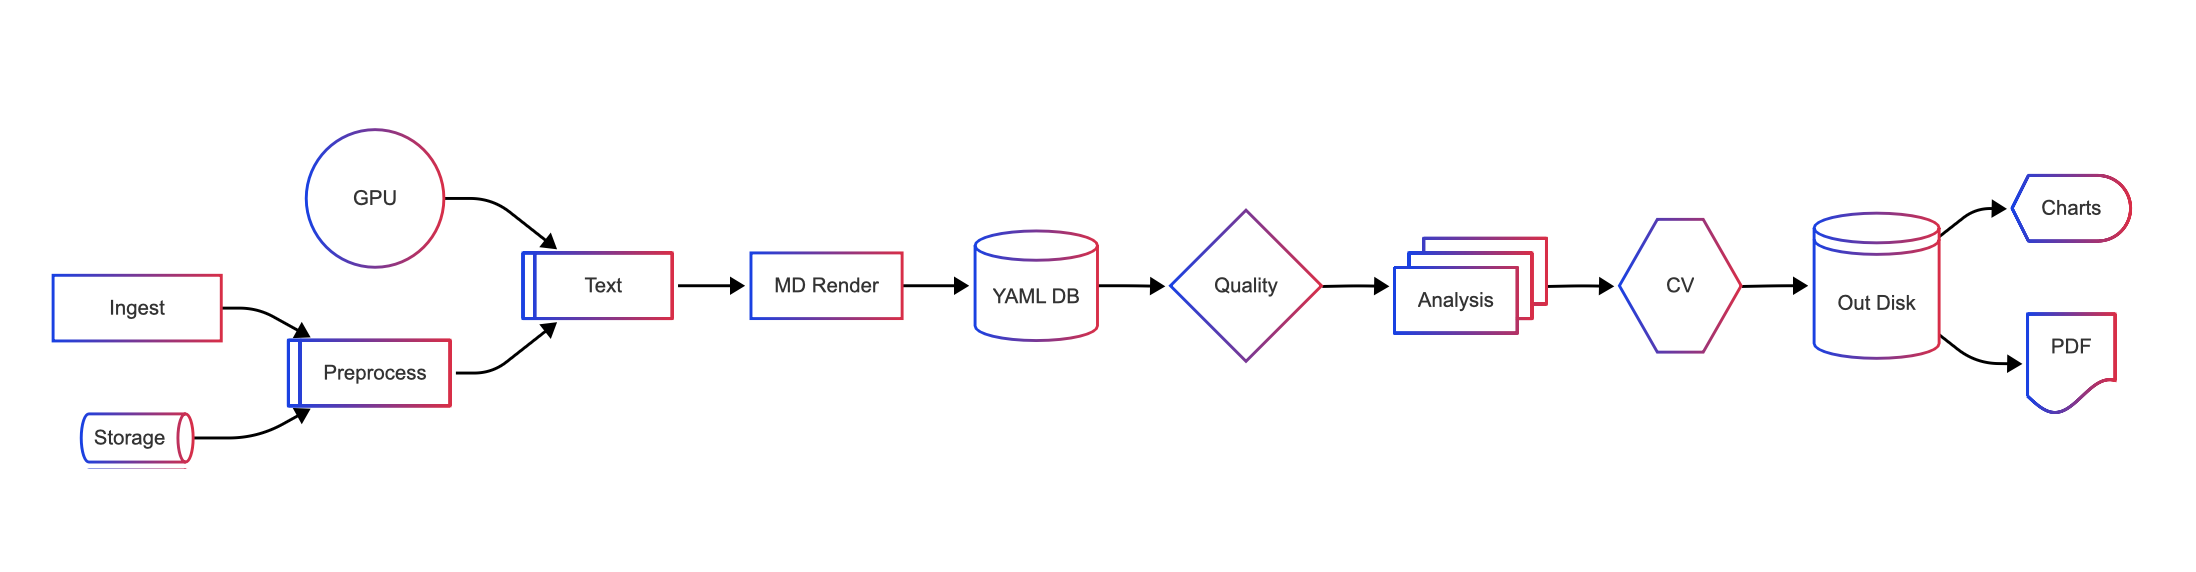 GPU
Ingest
Storage
Preprocess
Text
MD Render
YAML DB
Quality
Analysis
CV
Out Disk
Charts
PDF